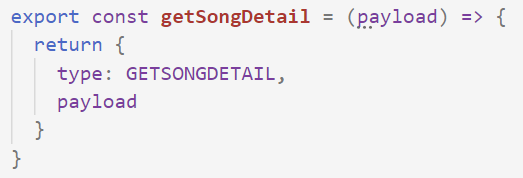 export const getSongDetail = (payload) => {
  return {
    type: GETSONGDETAIL,
    payload
  }
}